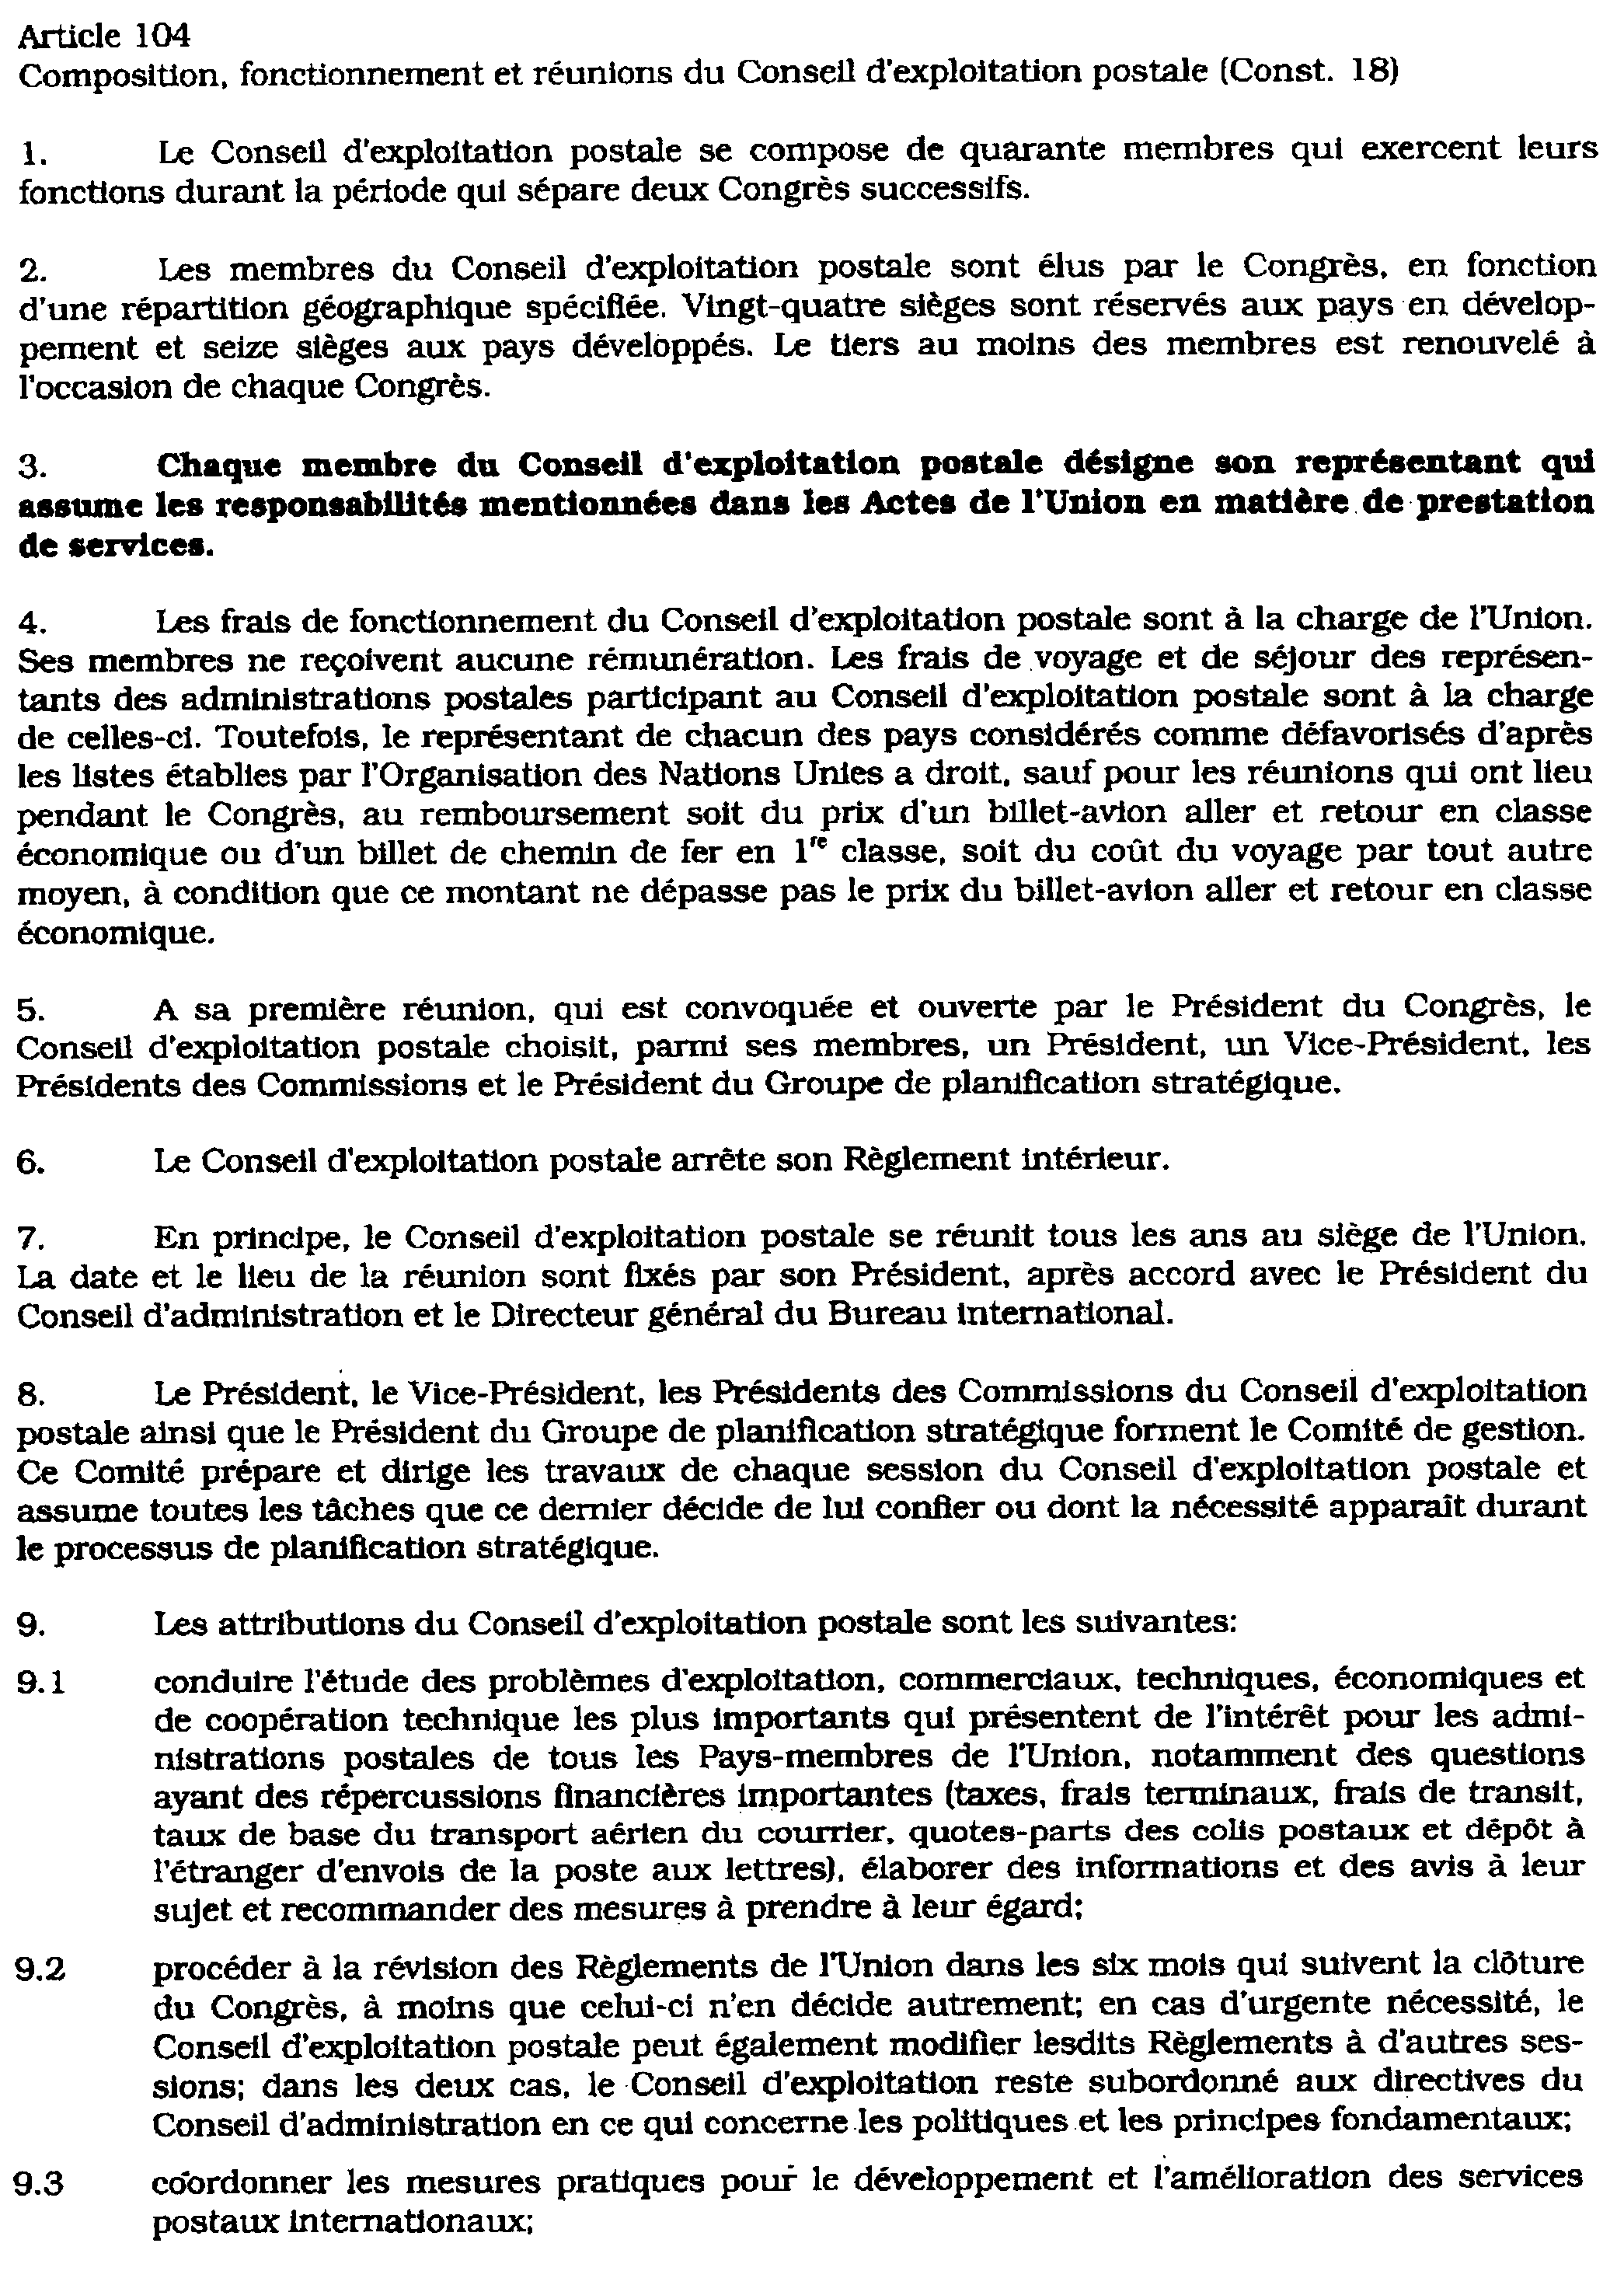 Article 104
Composition, fonctionnement et réunions du Conseil d'exploitation postale (Const. 18)
1. Le Conseil d'exploitation postale se compose de quarante membres qui exercent leurs
fonctions durant la période qui sépare deux Congrès successifs.
2. Les membres du Conseil d'exploitation postale sont élus par le Congrès, en fonction
d'une répartition géographique spécifiée. Vingt-quatre sièges sont réservés aux pays en dévelop-
pement et seize sièges aux pays développés. Le tiers au moins des membres est renouvelé à
l'occasion de chaque Congrès.
3. Chaque membre du Conseil d'exploitation postale désigne son représentant qui
assume les responsabilités mentionnées dans les Actes de l'Union en matière de prestation
de services.
4. Les frais de fonctionnement du Conseil d'exploitation postale sont à la charge de l'Union.
Ses membres ne reçoivent aucune rémunération. Les frais de voyage et de séjour des représen-
tants des administrations postales participant au Conseil d'exploitation postale sont à la charge
de celles-ci. Toutefois, le représentant de chacun des pays considérés comme défavorisés d'après
les listes établies par l'Organisation des Nations Unies a droit, sauf pour les réunions qui ont lieu
pendant le Congrès, au remboursement soit du prix d'un billet-avion aller et retour en classe
économique ou d'un billet de chemin de fer en 1re classe, soit du coût du voyage par tout autre
moyen, à condition que ce montant ne dépasse pas le prix du billet-avion aller et retour en classe
économique.
5. A sa première réunion, qui est convoquée et ouverte par le Président du Congrès, le
Conseil d'exploitation postale choisit, parmi ses membres, un Président, un Vice-Président, les
Présidents des Commissions et le Président du Groupe de planification stratégique.
6. Le Conseil d'exploitation postale arrête son Règlement intérieur.
7. En principe, le Conseil d'exploitation postale se réunit tous les ans au siège de l'Union.
La date et le lieu de la réunion sont fixés par son Président, après accord avec le Président du
Conseil d'administration et le Directeur général du Bureau international.
8. Le Président, le Vice-Président, les Présidents des Commissions du Conseil d'exploitation
postale ainsi que le Président du Groupe de planification stratégique forment le Comité de gestion.
Ce Comité prépare et dirige les travaux de chaque session du Conseil d'exploitation postale et
assume toutes les tâches que ce dernier décide de lui confier ou dont la nécessité apparaît durant
le processus de planification stratégique.
9. Les attributions du Conseil d'exploitation postale sont les suivantes:
9.1 conduire l'étude des problèmes d'exploitation, commerciaux, techniques, économiques et
de coopération technique les plus importants qui présentent de l'intérêt pour les admi-
nistrations postales de tous les Pays-membres de l'Union, notamment des questions
ayant des répercussions financières importantes (taxes, frais terminaux, frais de transit,
taux de base du transport aérien du courrier, quotes-parts des colis postaux et dépôt à
l'étranger d'envois de la poste aux lettres), élaborer des informations et des avis à leur
sujet et recommander des mesures à prendre à leur égard;
9.2 procéder à la révision des Règlements de l'Union dans les six mois qui suivent la clôture
du Congrès, à moins que celui-ci n'en décide autrement; en cas d'urgente nécessité, le
Conseil d'exploitation postale peut également modifier lesdits Règlements à d'autres ses-
sions; dans les deux cas, le Conseil d'exploitation reste subordonné aux directives du
Conseil d'administration en ce qui concerne les politiques et les principes fondamentaux;
9.3 coordonner les mesures pratiques pour le développement et l'amélioration des services
postaux internationaux;